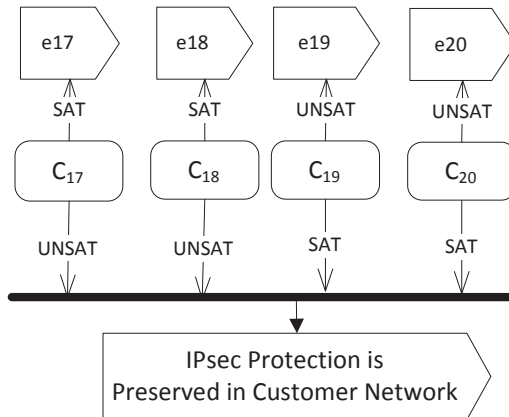 e17 e18 e19 e20
SAT SAT UNSAT UNSAT
C17 C18 C19 C20
UNSAT UNSAT SAT SAT
IPsec Protection is
Preserved in Customer Network